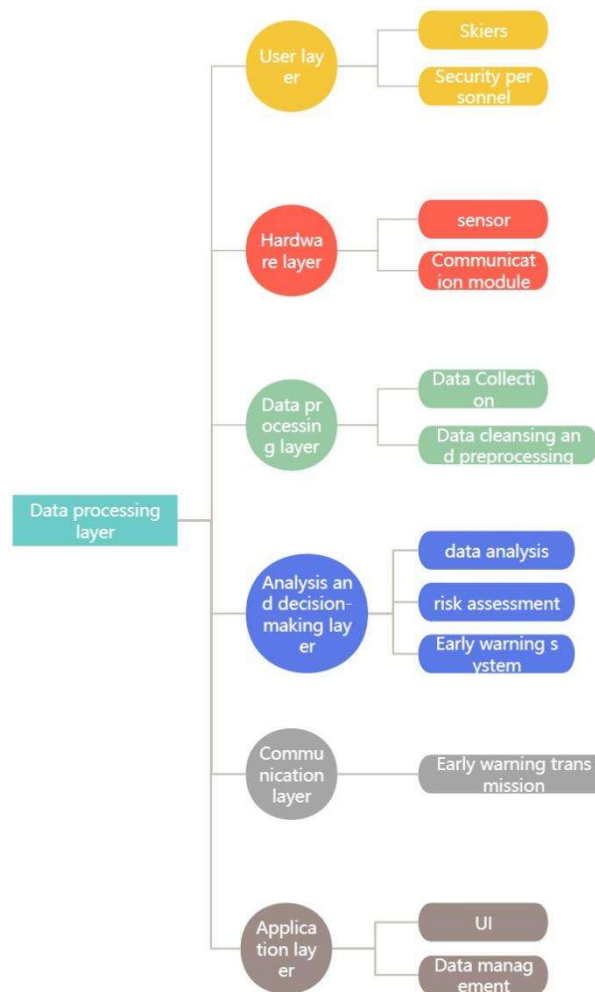 User lay
er
Skiers
Security per
sonnel
Hardwa
re layer
sensor
Communicat
ion module
Data pr
ocessin
g layer
Data Collecti
on
Data cleansing an
d preprocessing
Data processing
layer
Analysis an
d decision-
making lay
er
data analysis
risk assessment
Early warning s
ystem
Commu
nication
layer
Early warning trans
mission
Applica
tion lay
er
UI
Data manag
ement